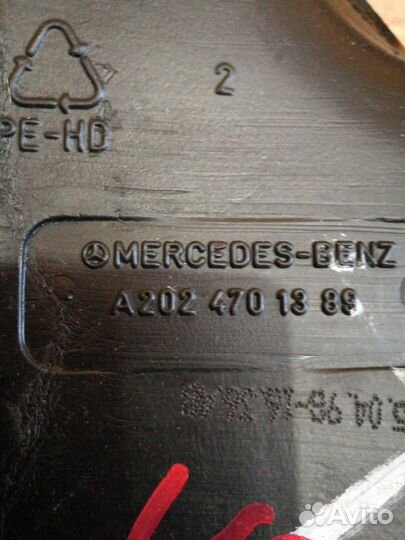 2
PE-HD
MERCEDES-BENZ
A202 470 13 89
Avito